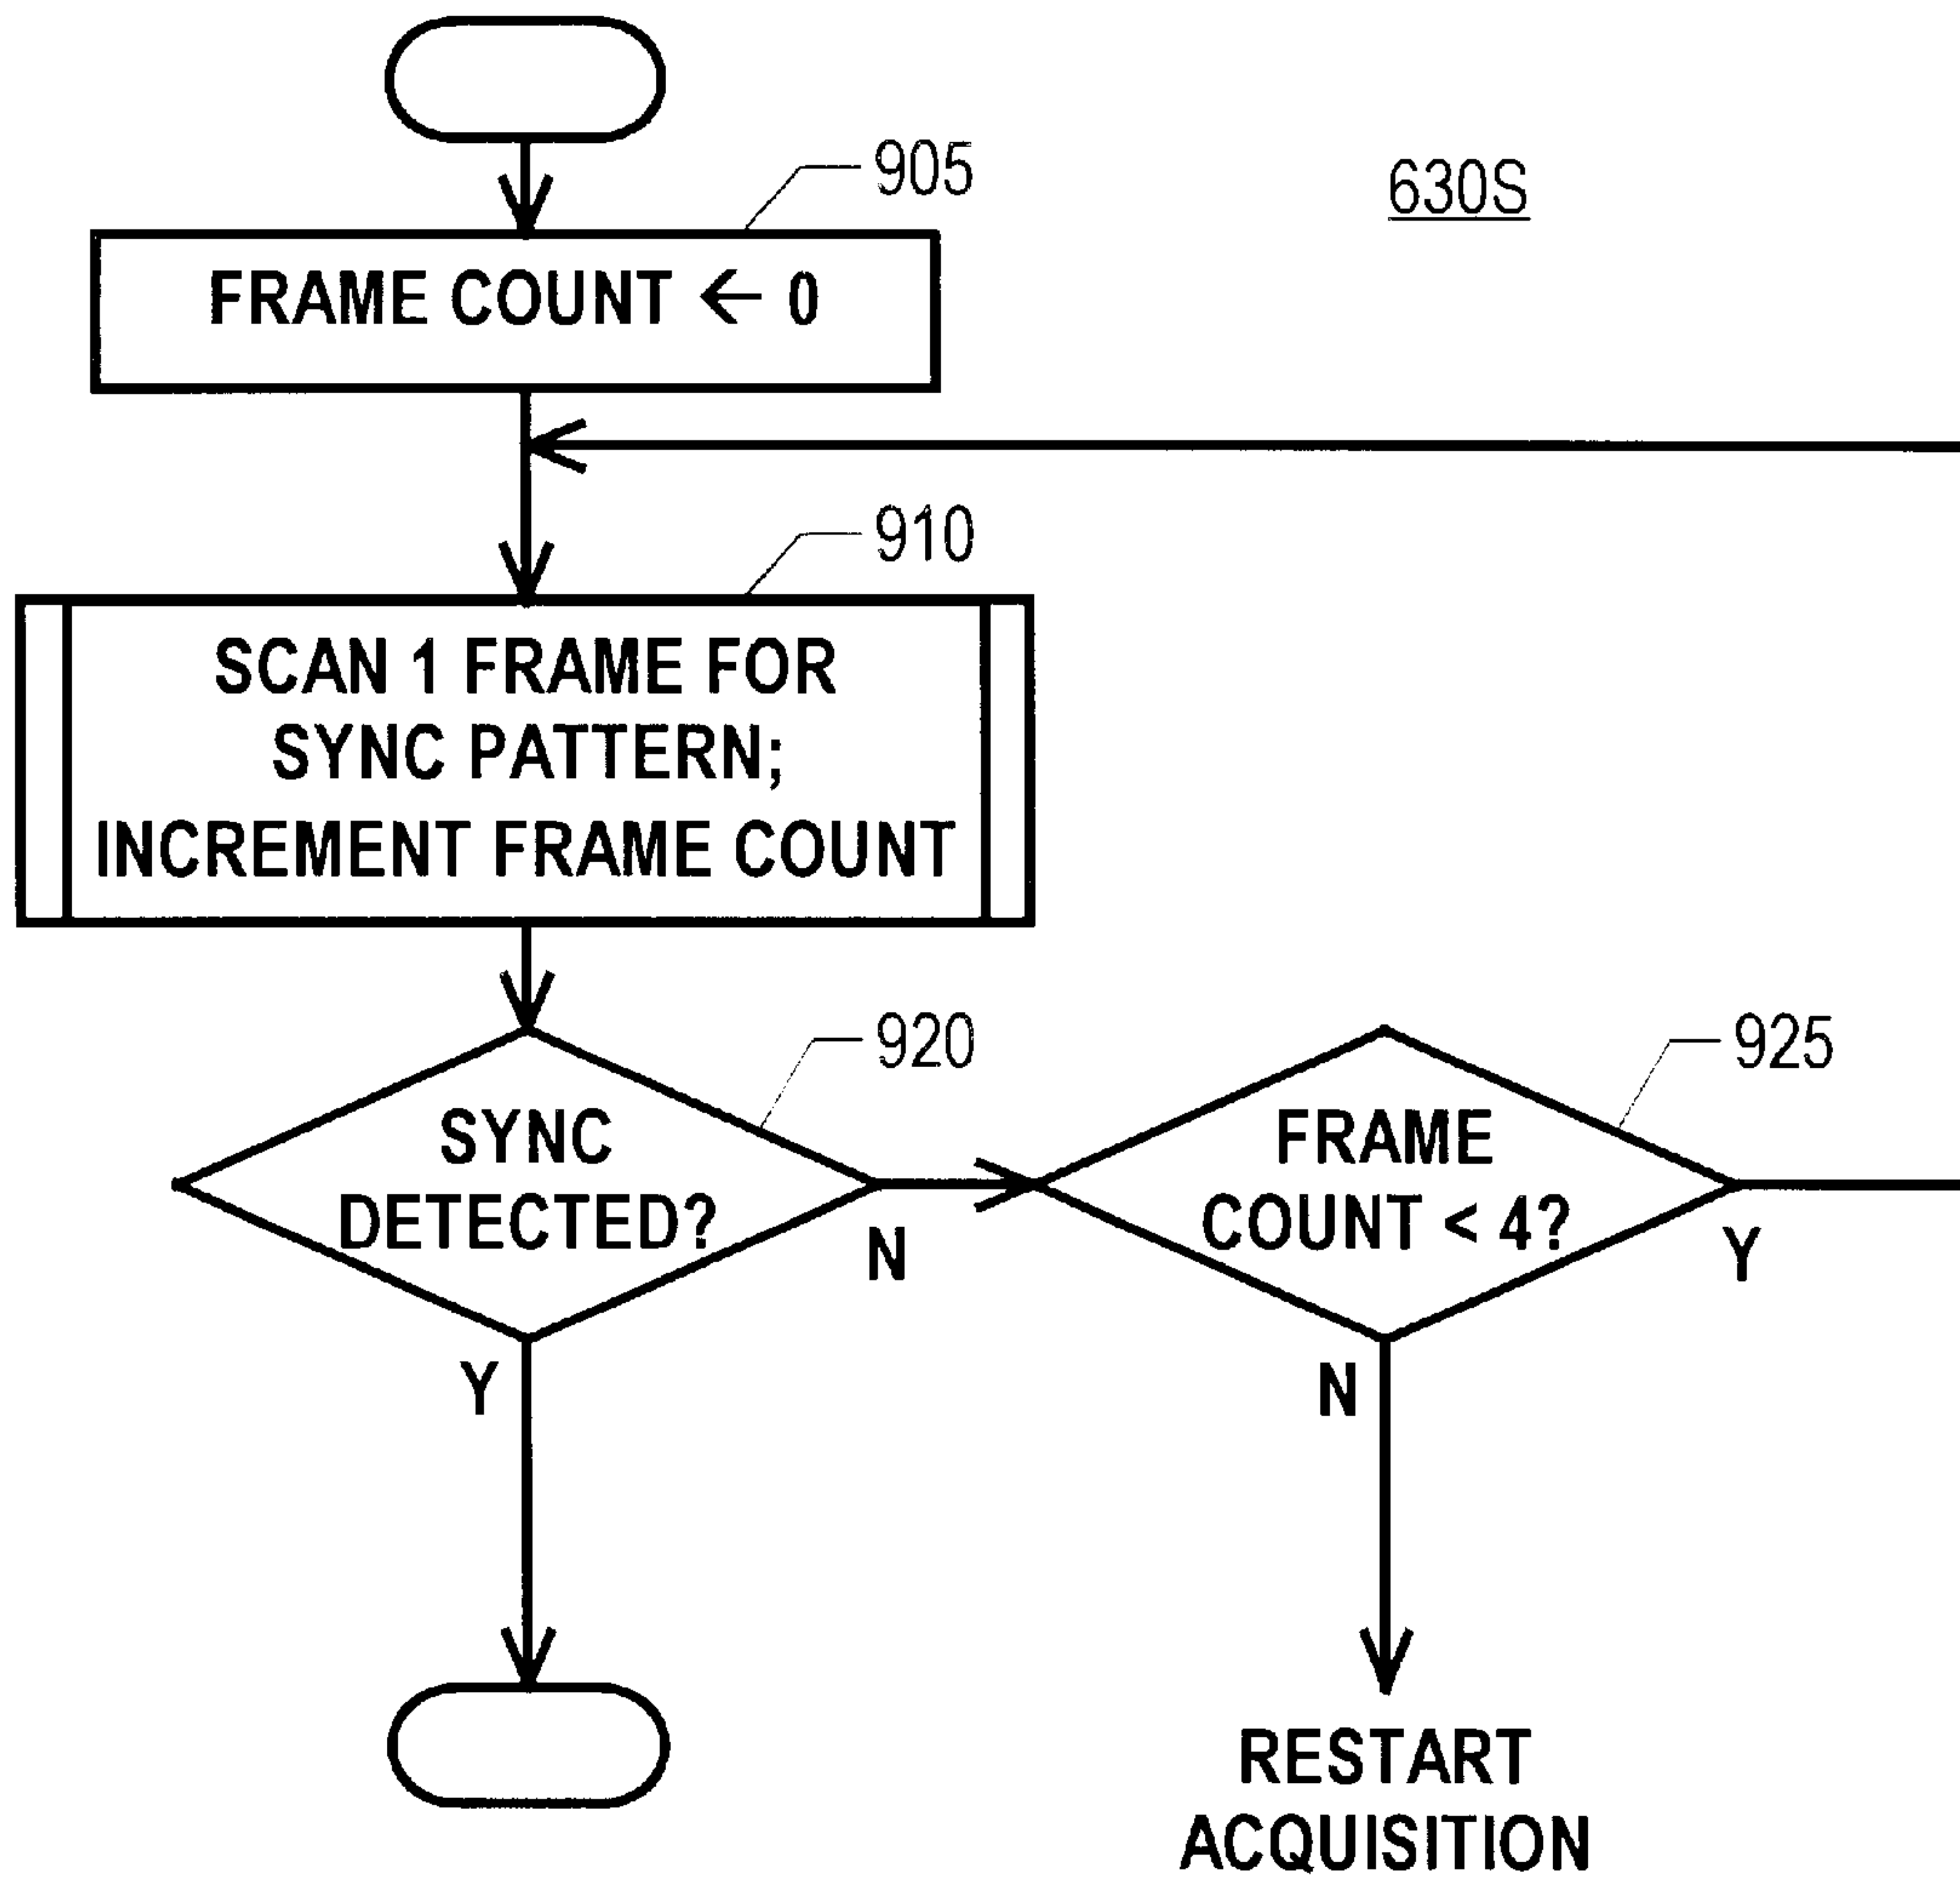 905
630S
FRAME COUNT ← 0
910
SCAN 1 FRAME FOR
SYNC PATTERN;
INCREMENT FRAME COUNT
920
SYNC
DETECTED?
N
Y
925
FRAME
COUNT < 4?
Y
N
RESTART
ACQUISITION